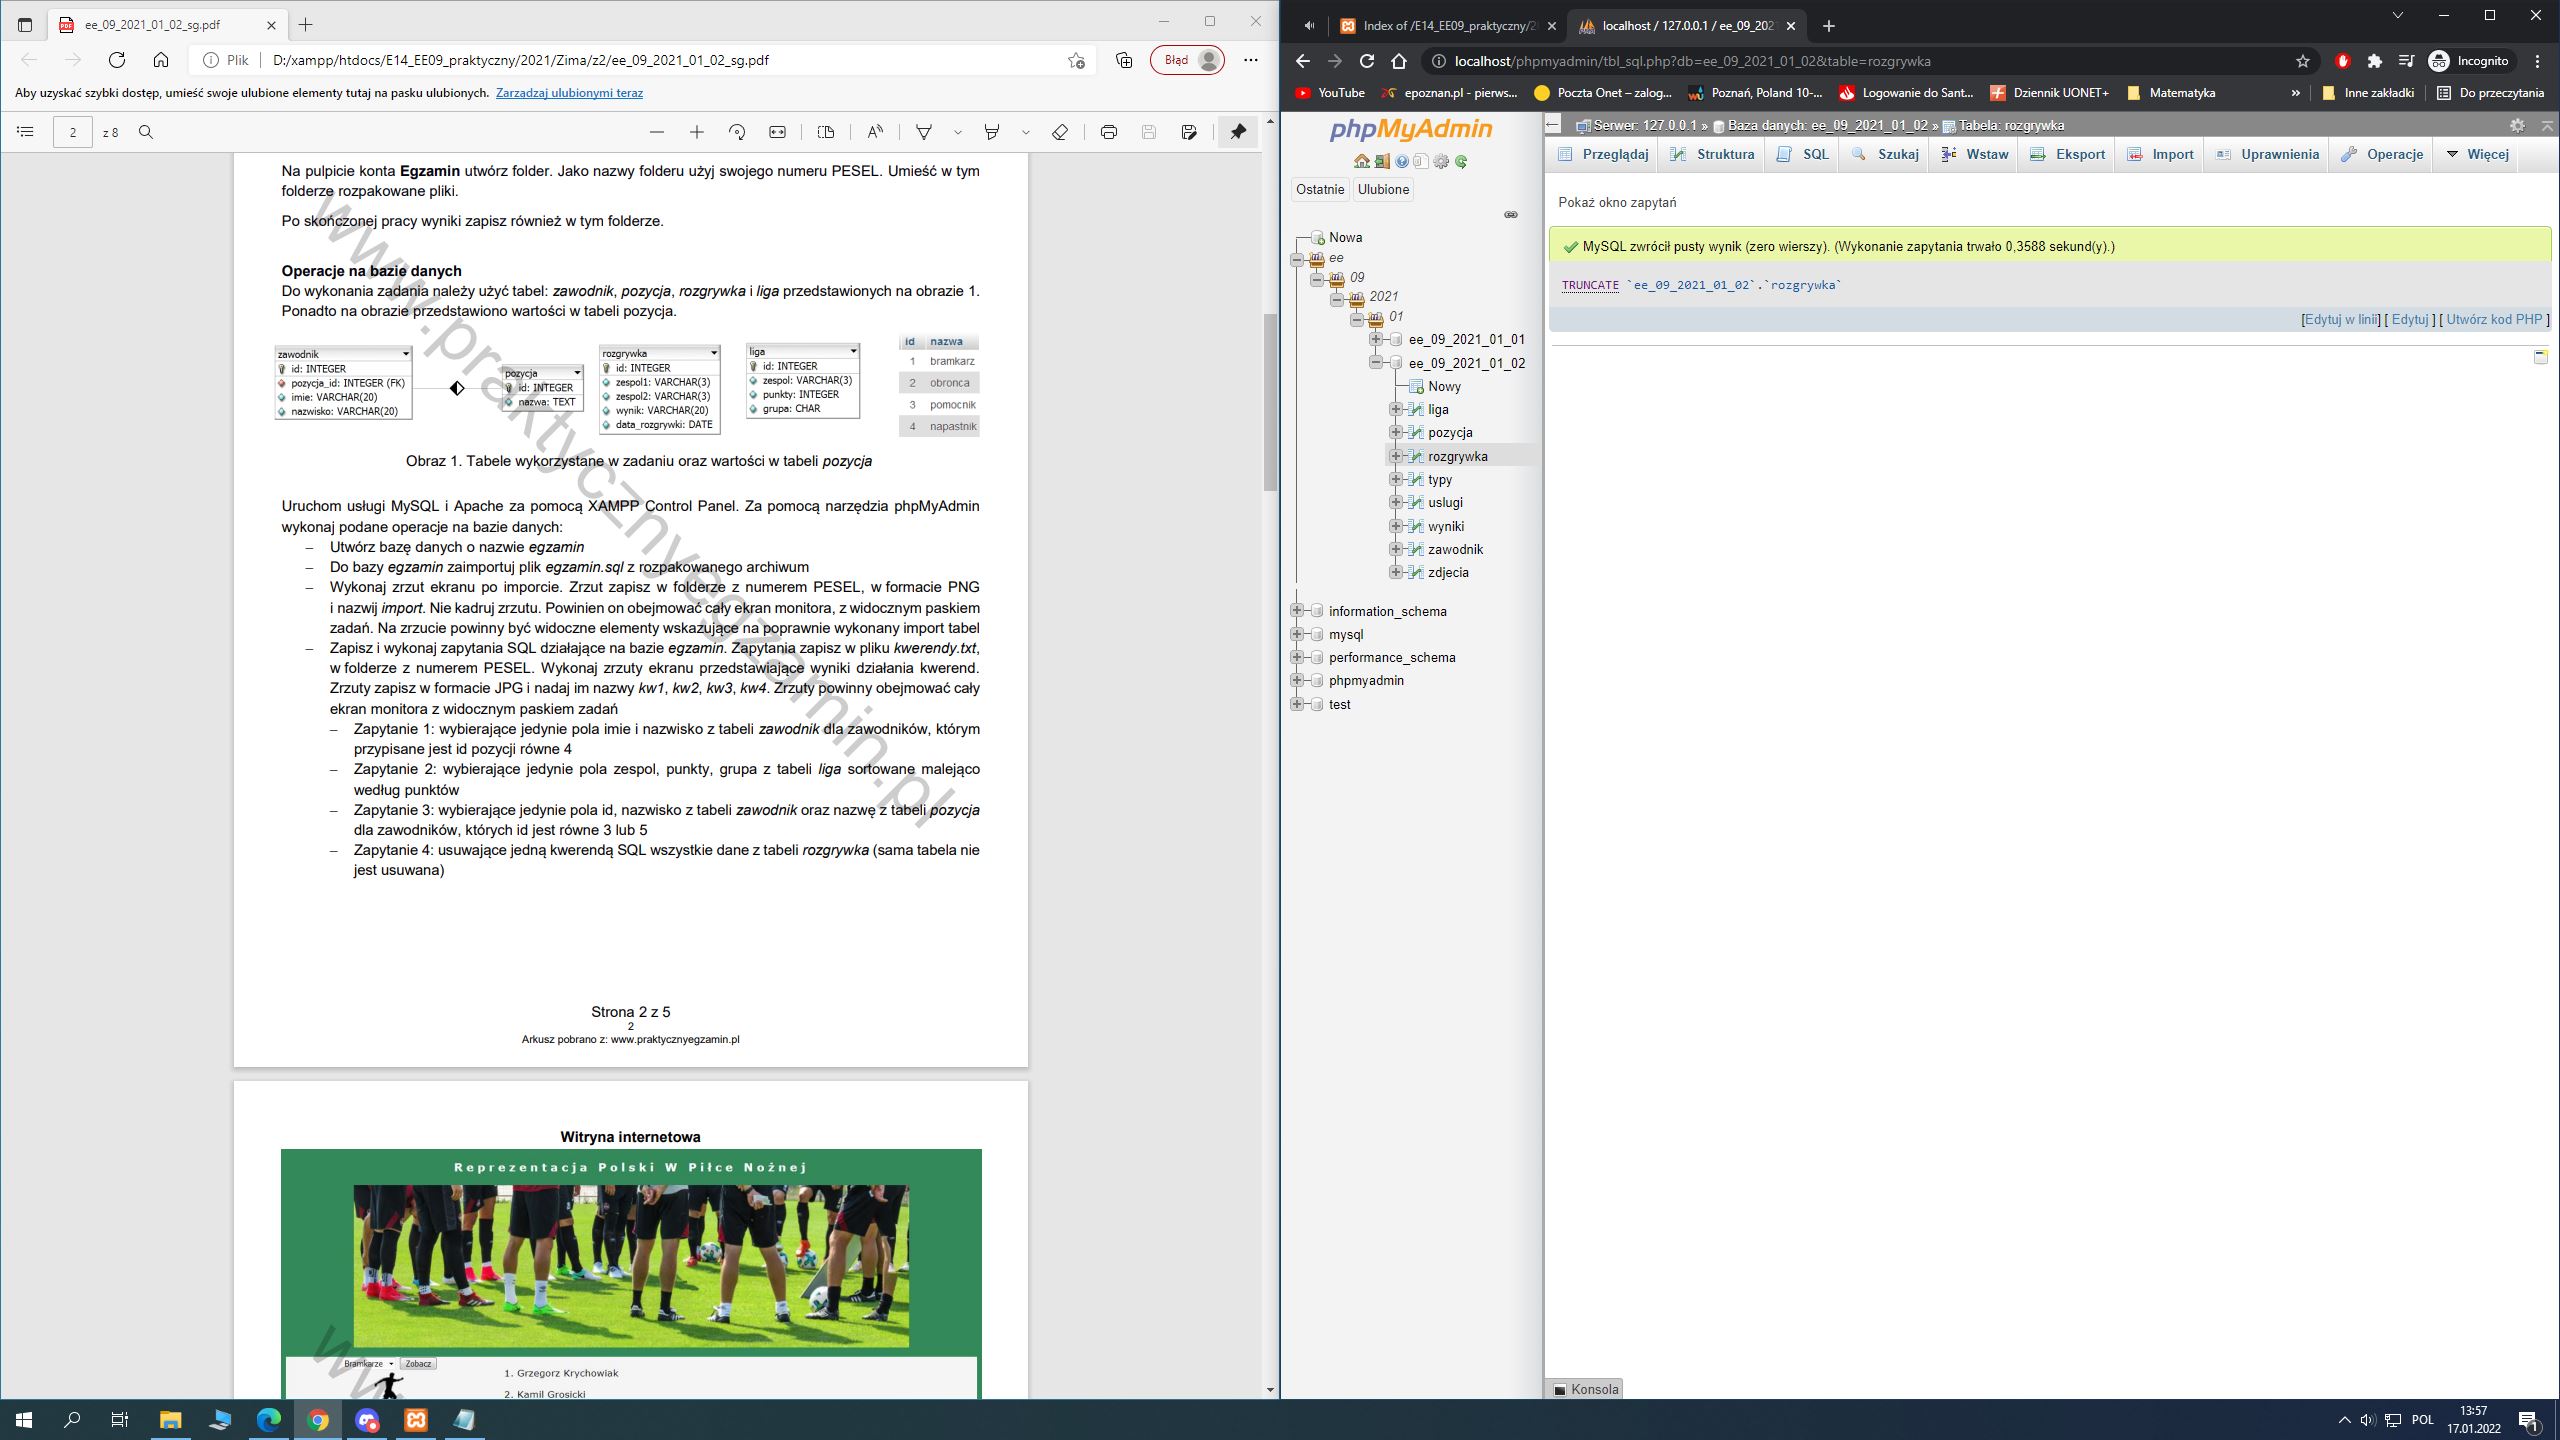 ee_09_2021_01_02_sg.pdf
Plik D:/xampp/htdocs/E14_EE09_praktyczny/2021/Zima/z2/ee_09_2021_01_02_sg.pdf
Błąd
Aby uzyskać szybki dostęp, umieść swoje ulubione elementy tutaj na pasku ulubionych. Zarzadzaj ulubionymi teraz
2 z 8
Na pulpicie konta Egzamin utwórz folder. Jako nazwy folderu użyj swojego numeru PESEL. Umieść w tym
folderze rozpakowane pliki.
Po skończonej pracy wyniki zapisz również w tym folderze.
Operacje na bazie danych
Do wykonania zadania należy użyć tabel: zawodnik, pozycja, rozgrywka i liga przedstawionych na obrazie 1.
Ponadto na obrazie przedstawiono wartości w tabeli pozycja.
zawodnik
id: INTEGER
pozycja_id: INTEGER (FK)
imie: VARCHAR(20)
nazwisko: VARCHAR(20)
pozycja
id: INTEGER
nazwa: TEXT
rozgrywka
id: INTEGER
zespol1: VARCHAR(3)
zespol2: VARCHAR(3)
wynik: VARCHAR(20)
data_rozgrywki: DATE
liga
id: INTEGER
zespol: VARCHAR(3)
punkty: INTEGER
grupa: CHAR
id nazwa
1 bramkarz
2 obronca
3 pomocnik
4 napastnik
Obraz 1. Tabele wykorzystane w zadaniu oraz wartości w tabeli pozycja
Uruchom usługi MySQL i Apache za pomocą XAMPP Control Panel. Za pomocą narzędzia phpMyAdmin
wykonaj podane operacje na bazie danych:
– Utwórz bazę danych o nazwie egzamin
– Do bazy egzamin zaimportuj plik egzamin.sql z rozpakowanego archiwum
– Wykonaj zrzut ekranu po imporcie. Zrzut zapisz w folderze z numerem PESEL, w formacie PNG
i nazwij import. Nie kadruj zrzutu. Powinien on obejmować cały ekran monitora, z widocznym paskiem
zadań. Na zrzucie powinny być widoczne elementy wskazujące na poprawnie wykonany import tabel
– Zapisz i wykonaj zapytania SQL działające na bazie egzamin. Zapytania zapisz w pliku kwerendy.txt,
w folderze z numerem PESEL. Wykonaj zrzuty ekranu przedstawiające wyniki działania kwerend.
Zrzuty zapisz w formacie JPG i nadaj im nazwy kw1, kw2, kw3, kw4. Zrzuty powinny obejmować cały
ekran monitora z widocznym paskiem zadań
– Zapytanie 1: wybierające jedynie pola imie i nazwisko z tabeli zawodnik dla zawodników, którym
przypisane jest id pozycji równe 4
– Zapytanie 2: wybierające jedynie pola zespol, punkty, grupa z tabeli liga sortowane malejąco
według punktów
– Zapytanie 3: wybierające jedynie pola id, nazwisko z tabeli zawodnik oraz nazwę z tabeli pozycja
dla zawodników, których id jest równe 3 lub 5
– Zapytanie 4: usuwające jedną kwerendą SQL wszystkie dane z tabeli rozgrywka (sama tabela nie
jest usuwana)
www.praktycznyegzamin.pl
Strona 2 z 5
2
Arkusz pobrano z: www.praktycznyegzamin.pl
Witryna internetowa
Reprezentacja Polski W Piłce Nożnej
Bramkarze Zobacz
1. Grzegorz Krychowiak
2. Kamil Grosicki
www
Index of /E14_EE09_praktyczny/2
localhost / 127.0.0.1 / ee_09_202
localhost/phpmyadmin/tbl_sql.php?db=ee_09_2021_01_02&table=rozgrywka
Incognito
YouTube epoznan.pl - pierws... Poczta Onet – zalog... Poznań, Poland 10-... Logowanie do Sant... Dziennik UONET+ Matematyka » Inne zakładki Do przeczytania
phpMyAdmin
Ostatnie Ulubione
Nowa
ee
09
2021
01
ee_09_2021_01_01
ee_09_2021_01_02
Nowy
liga
pozycja
rozgrywka
typy
uslugi
wyniki
zawodnik
zdjecia
information_schema
mysql
performance_schema
phpmyadmin
test
Serwer: 127.0.0.1 » Baza danych: ee_09_2021_01_02 » Tabela: rozgrywka
Przeglądaj Struktura SQL Szukaj Wstaw Eksport Import Uprawnienia Operacje Więcej
Pokaż okno zapytań
MySQL zwrócił pusty wynik (zero wierszy). (Wykonanie zapytania trwało 0,3588 sekund(y).)
TRUNCATE `ee_09_2021_01_02`.`rozgrywka`
[Edytuj w linii] [ Edytuj ] [ Utwórz kod PHP ]
Konsola
POL
13:57
17.01.2022
1